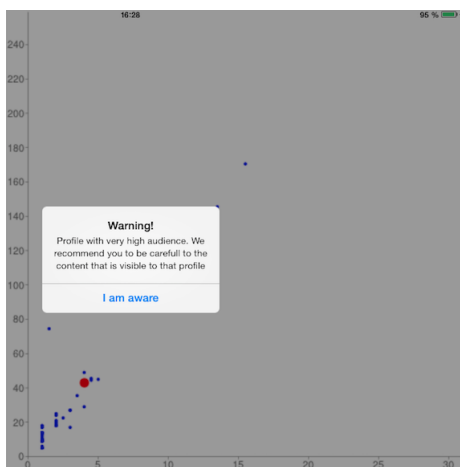 16:28
95 %
240
220
200
180
160
140
Warning!
Profile with very high audience. We
recommend you to be carefull to the
content that is visible to that profile
120
100
I am aware
80
60
40
20
0
0 5 10 15 20 25 30